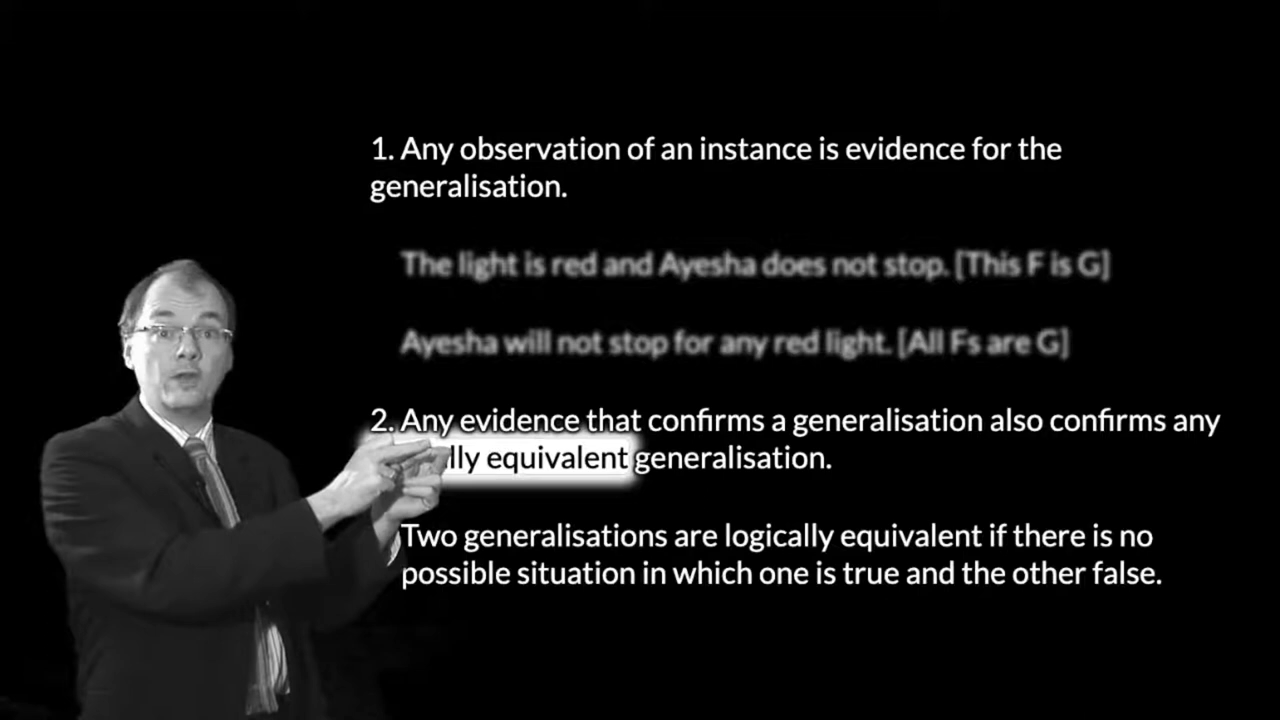 1. Any observation of an instance is evidence for the
generalisation.
The light is red and Ayesha does not stop. [This F is G]
Ayesha will not stop for any red light. [All Fs are G]
2. Any evidence that confirms a generalisation also confirms any
lly equivalent generalisation.
Two generalisations are logically equivalent if there is no
possible situation in which one is true and the other false.